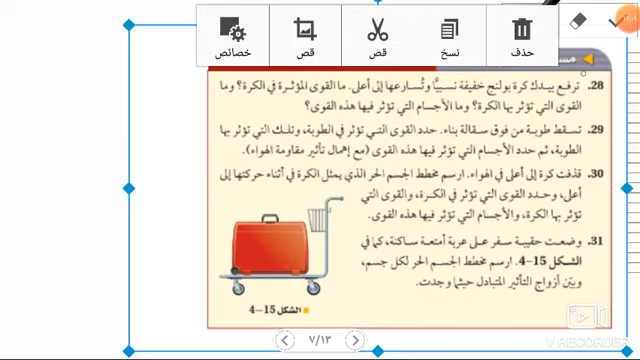 خصائص
قص
قص
نسخ
حذف
28. ترفع بيدك كرة بولنج خفيفة نسبيًّا وتُسارعها إلى أعلى. ما القوى المؤثرة في الكرة؟ وما
القوى التي تؤثر بها الكرة؟ وما الأجسام التي تؤثر فيها هذه القوى؟
29. تسقط طوبة من فوق سقالة بناء. حدد القوى التي تؤثر في الطوبة، وتلك التي تؤثر بها
الطوبة، ثم حدد الأجسام التي تؤثر فيها هذه القوى (مع إهمال تأثير مقاومة الهواء).
30. قذفت كرة إلى أعلى في الهواء. ارسم مخطط الجسم الحر الذي يمثل الكرة في أثناء حركتها إلى
أعلى، وحدد القوى التي تؤثر في الكرة، والقوى التي
تؤثر بها الكرة، والأجسام التي تؤثر فيها هذه القوى.
31. وضعت حقيبة سفر على عربة أمتعة ساكنة، كما في
الشكل 15–4. ارسم مخطط الجسم الحر لكل جسم،
وبيّن أزواج التأثير المتبادل حيثما وجدت.
الشكل 15–4
٧/١٣
V RECORDER